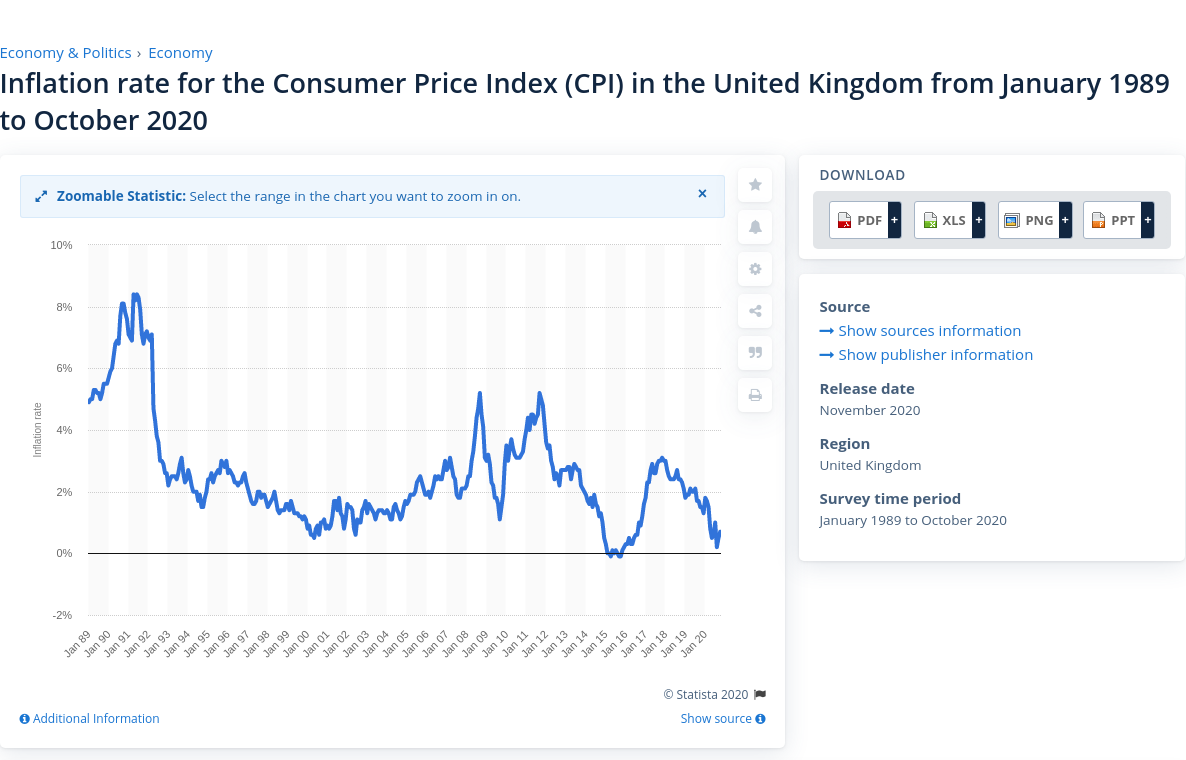 Economy & Politics › Economy
Inflation rate for the Consumer Price Index (CPI) in the United Kingdom from January 1989
to October 2020
Zoomable Statistic: Select the range in the chart you want to zoom in on.
×
10%
8%
6%
4%
2%
0%
-2%
Inflation rate
Jan 89
Jan 90
Jan 91
Jan 92
Jan 93
Jan 94
Jan 95
Jan 96
Jan 97
Jan 98
Jan 99
Jan 00
Jan 01
Jan 02
Jan 03
Jan 04
Jan 05
Jan 06
Jan 07
Jan 08
Jan 09
Jan 10
Jan 11
Jan 12
Jan 13
Jan 14
Jan 15
Jan 16
Jan 17
Jan 18
Jan 19
Jan 20
© Statista 2020
Additional Information
Show source
DOWNLOAD
PDF +
XLS +
PNG +
PPT +
Source
Show sources information
Show publisher information
Release date
November 2020
Region
United Kingdom
Survey time period
January 1989 to October 2020